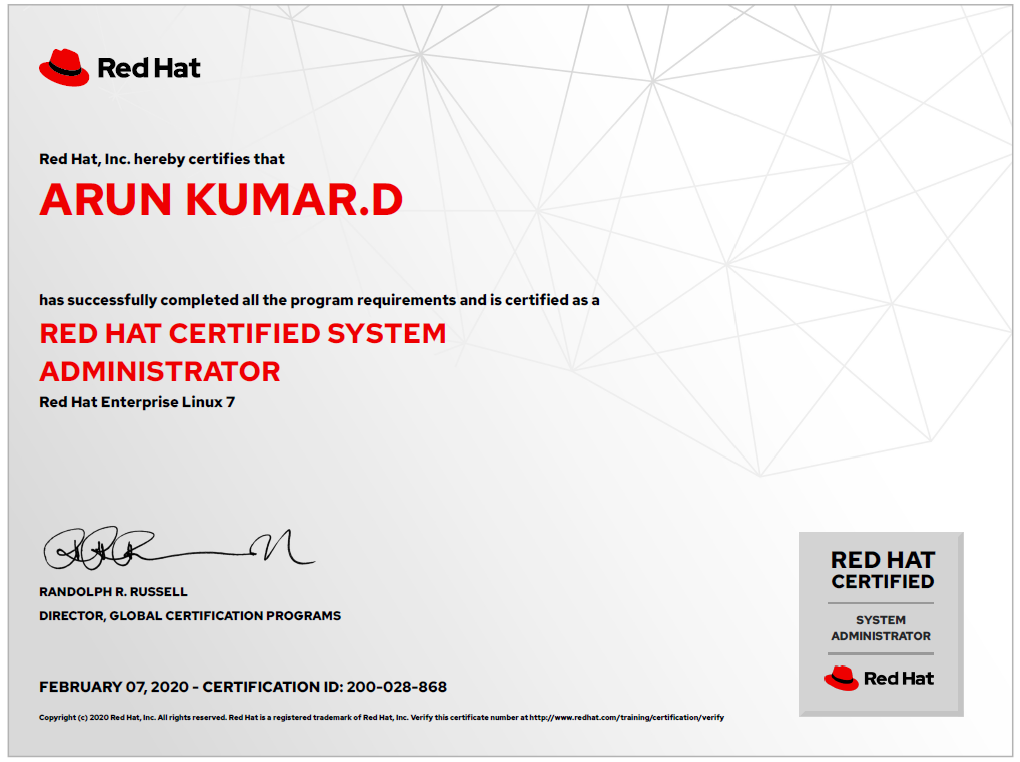 Red Hat
Red Hat, Inc. hereby certifies that
ARUN KUMAR.D
has successfully completed all the program requirements and is certified as a
RED HAT CERTIFIED SYSTEM
ADMINISTRATOR
Red Hat Enterprise Linux 7
RANDOLPH R. RUSSELL
DIRECTOR, GLOBAL CERTIFICATION PROGRAMS
FEBRUARY 07, 2020 - CERTIFICATION ID: 200-028-868
Copyright (c) 2020 Red Hat, Inc. All rights reserved. Red Hat is a registered trademark of Red Hat, Inc. Verify this certificate number at http://www.redhat.com/training/certification/verify
RED HAT
CERTIFIED
SYSTEM
ADMINISTRATOR
Red Hat